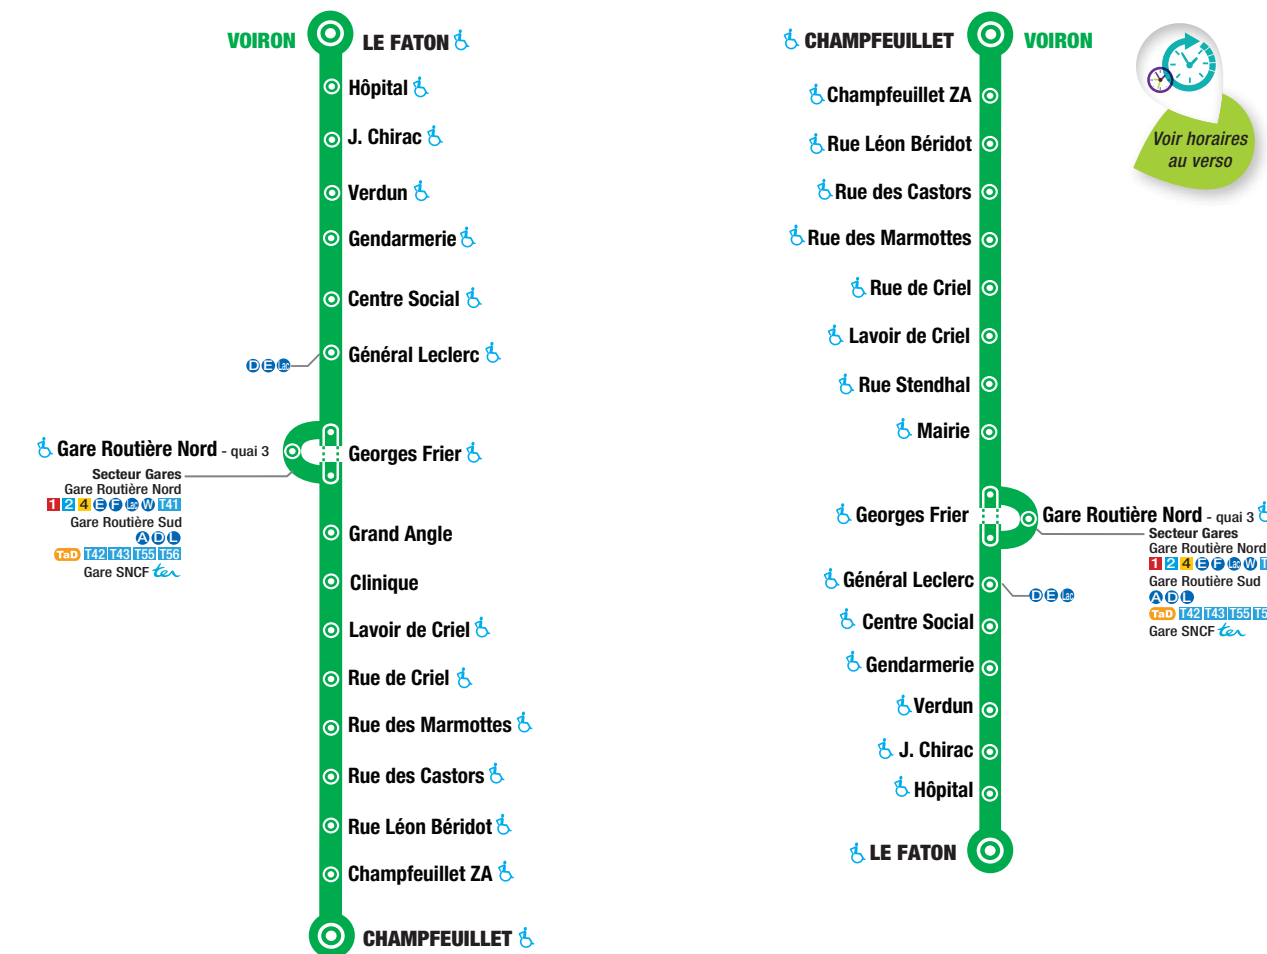 VOIRON
LE FATON
Hôpital
J. Chirac
Verdun
Gendarmerie
Centre Social
Général Leclerc
D E Lac
Gare Routière Nord - quai 3
Georges Frier
Secteur Gares
Gare Routière Nord
1 2 4 E F Lac W T41
Gare Routière Sud
A D L
TaD T42 T43 T55 T56
Gare SNCF ter
Grand Angle
Clinique
Lavoir de Criel
Rue de Criel
Rue des Marmottes
Rue des Castors
Rue Léon Béridot
Champfeuillet ZA
CHAMPFEUILLET
CHAMPFEUILLET
VOIRON
Champfeuillet ZA
Rue Léon Béridot
Rue des Castors
Rue des Marmottes
Rue de Criel
Lavoir de Criel
Rue Stendhal
Mairie
Georges Frier
Gare Routière Nord - quai 3
Secteur Gares
Gare Routière Nord
1 2 4 E F Lac W
Gare Routière Sud
A D L
TaD T42 T43 T55
Gare SNCF ter
Général Leclerc
D E Lac
Centre Social
Gendarmerie
Verdun
J. Chirac
Hôpital
LE FATON
Voir horaires
au verso